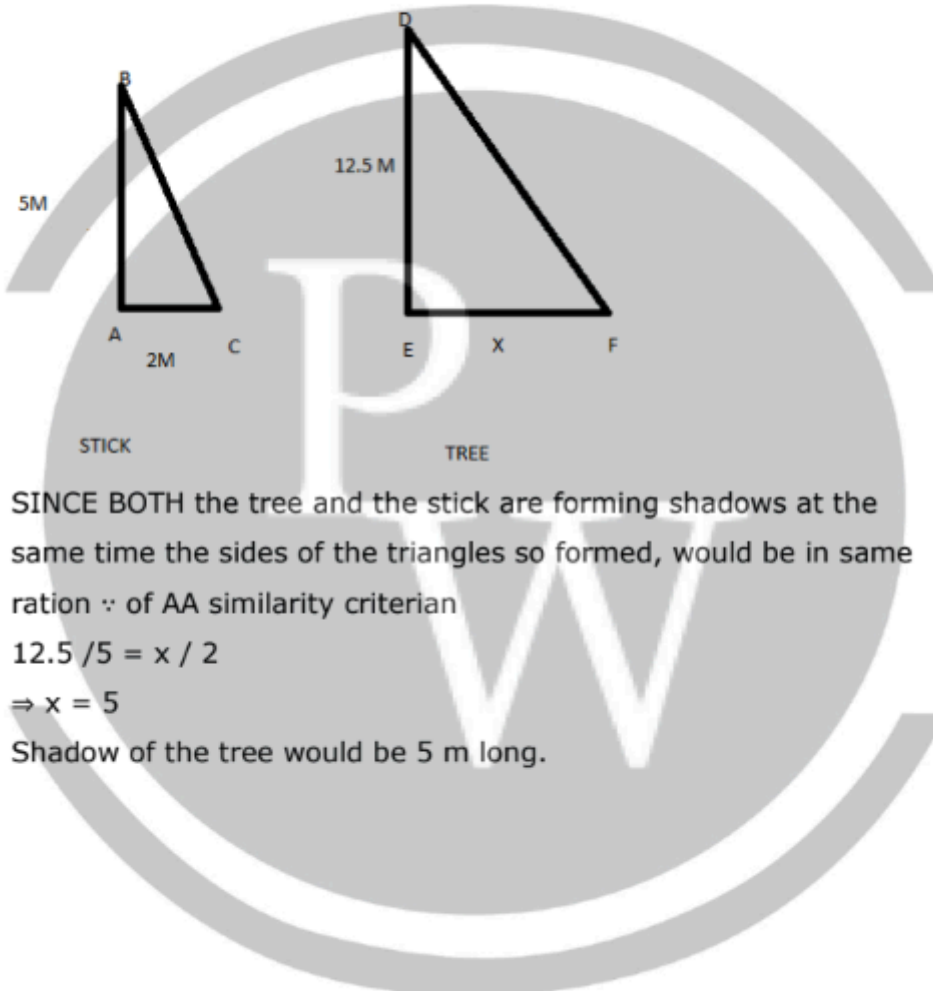 D
B
12.5 M
5M
A
C
2M
E
X
F
STICK
TREE
PW
SINCE BOTH the tree and the stick are forming shadows at the
same time the sides of the triangles so formed, would be in same
ration ∵ of AA similarity criterian
12.5 /5 = x / 2
⇒ x = 5
Shadow of the tree would be 5 m long.